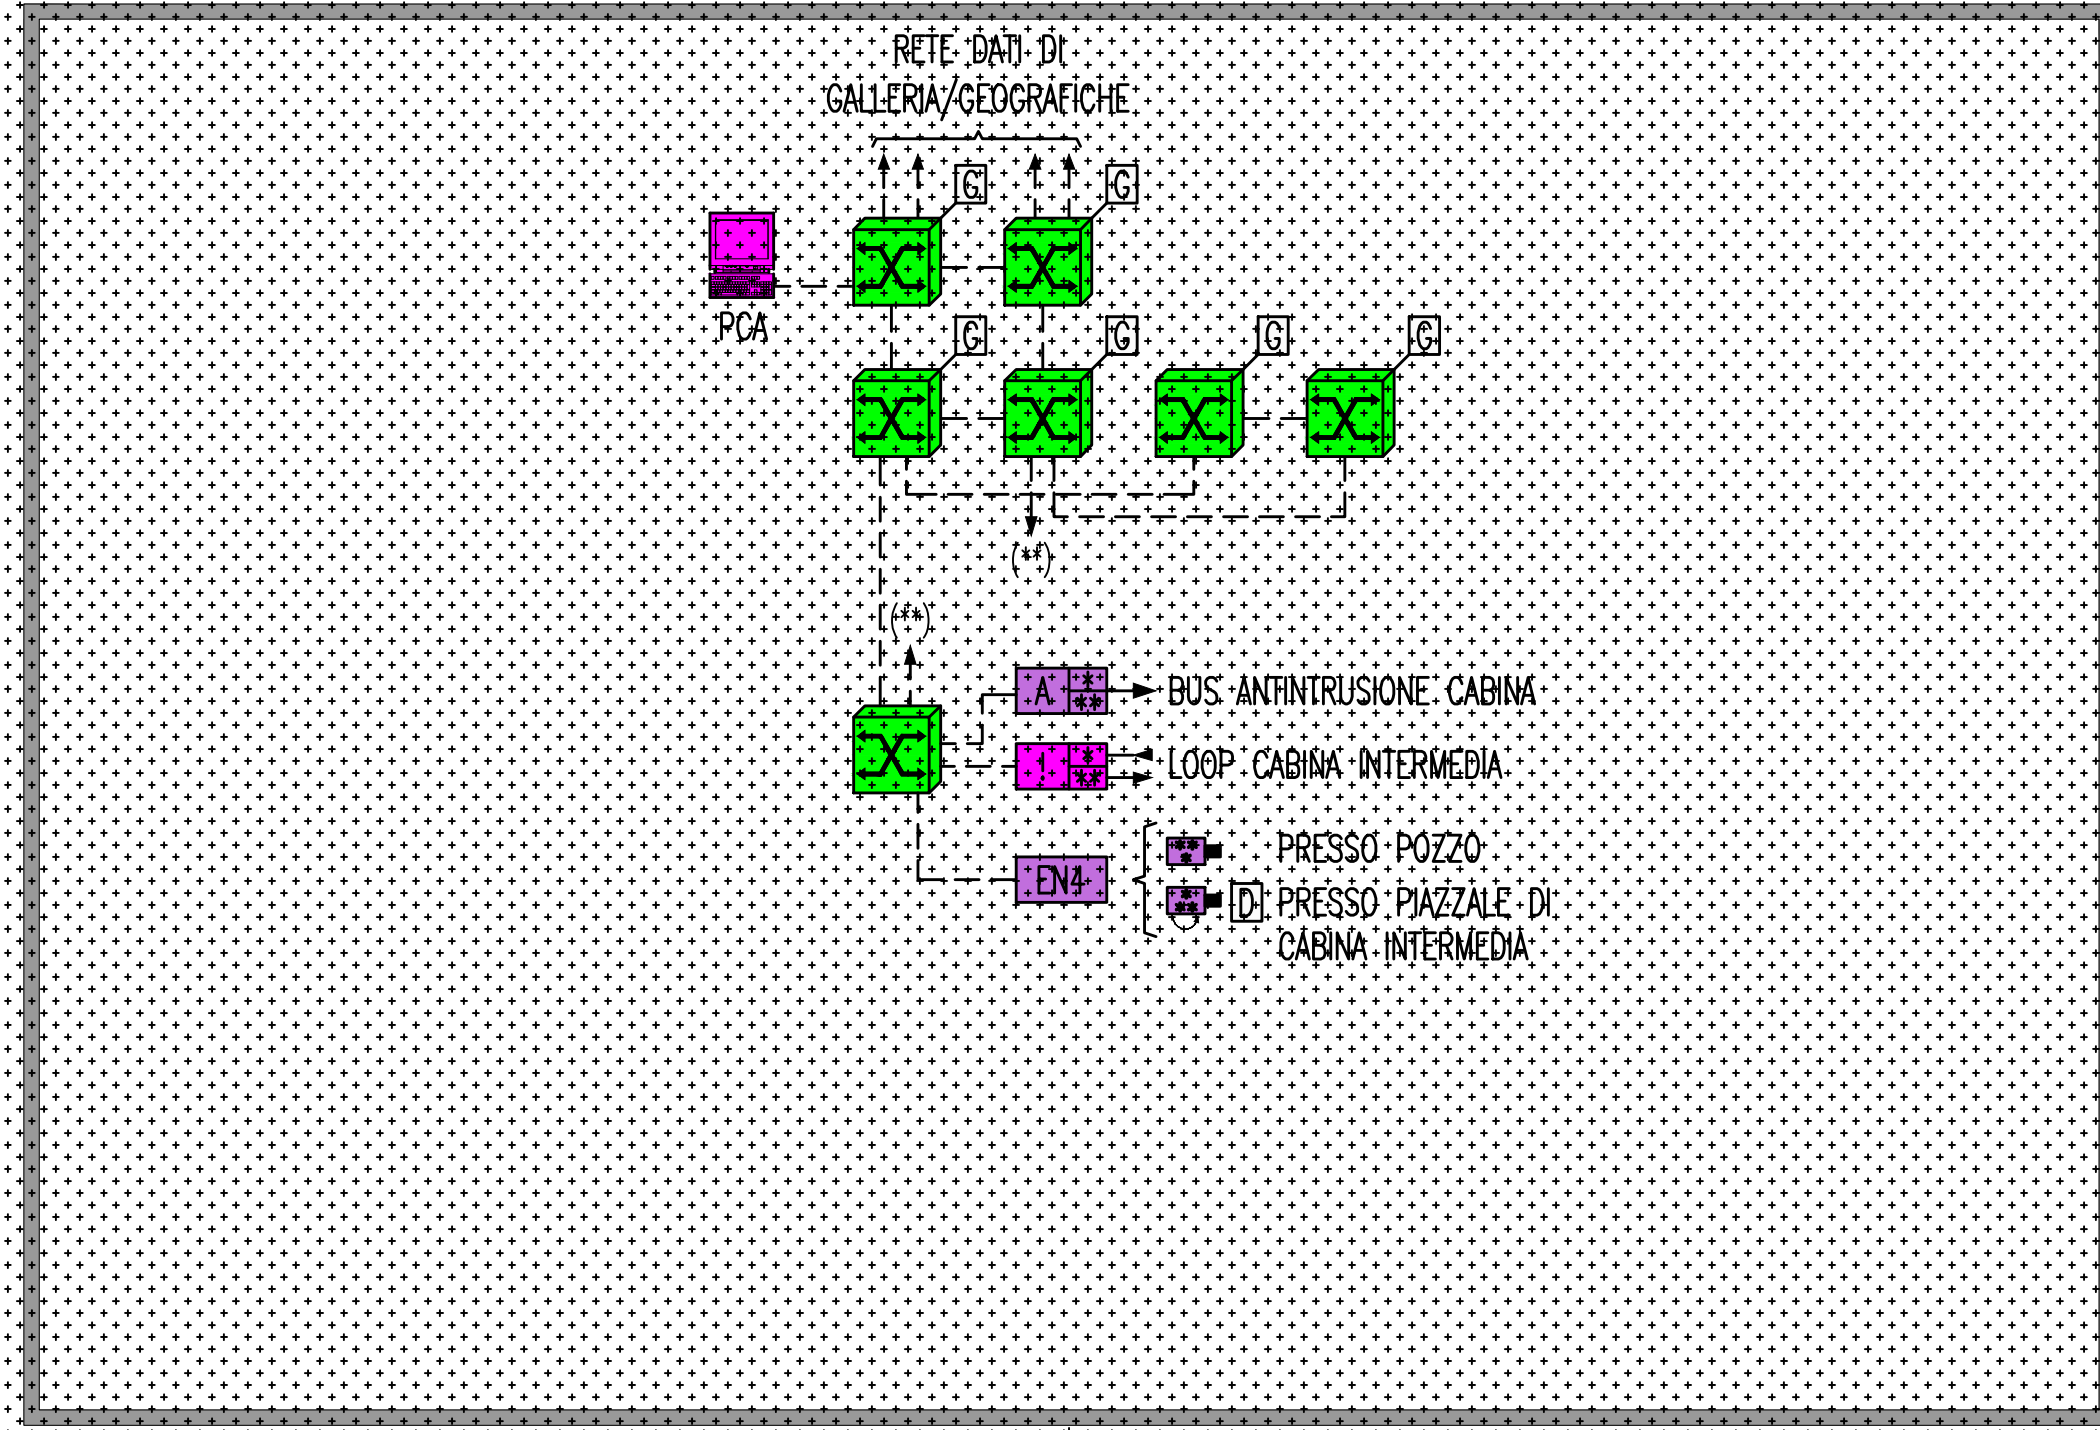 RETE DATI DI
GALLERIA/GEOGRAFICHE
G G
PCA
G G G G
(**)
(**)
A * ** BUS ANTINTRUSIONE CABINA
! * ** LOOP CABINA INTERMEDIA
** * PRESSO POZZO
EN4
* ** D PRESSO PIAZZALE DI
CABINA INTERMEDIA